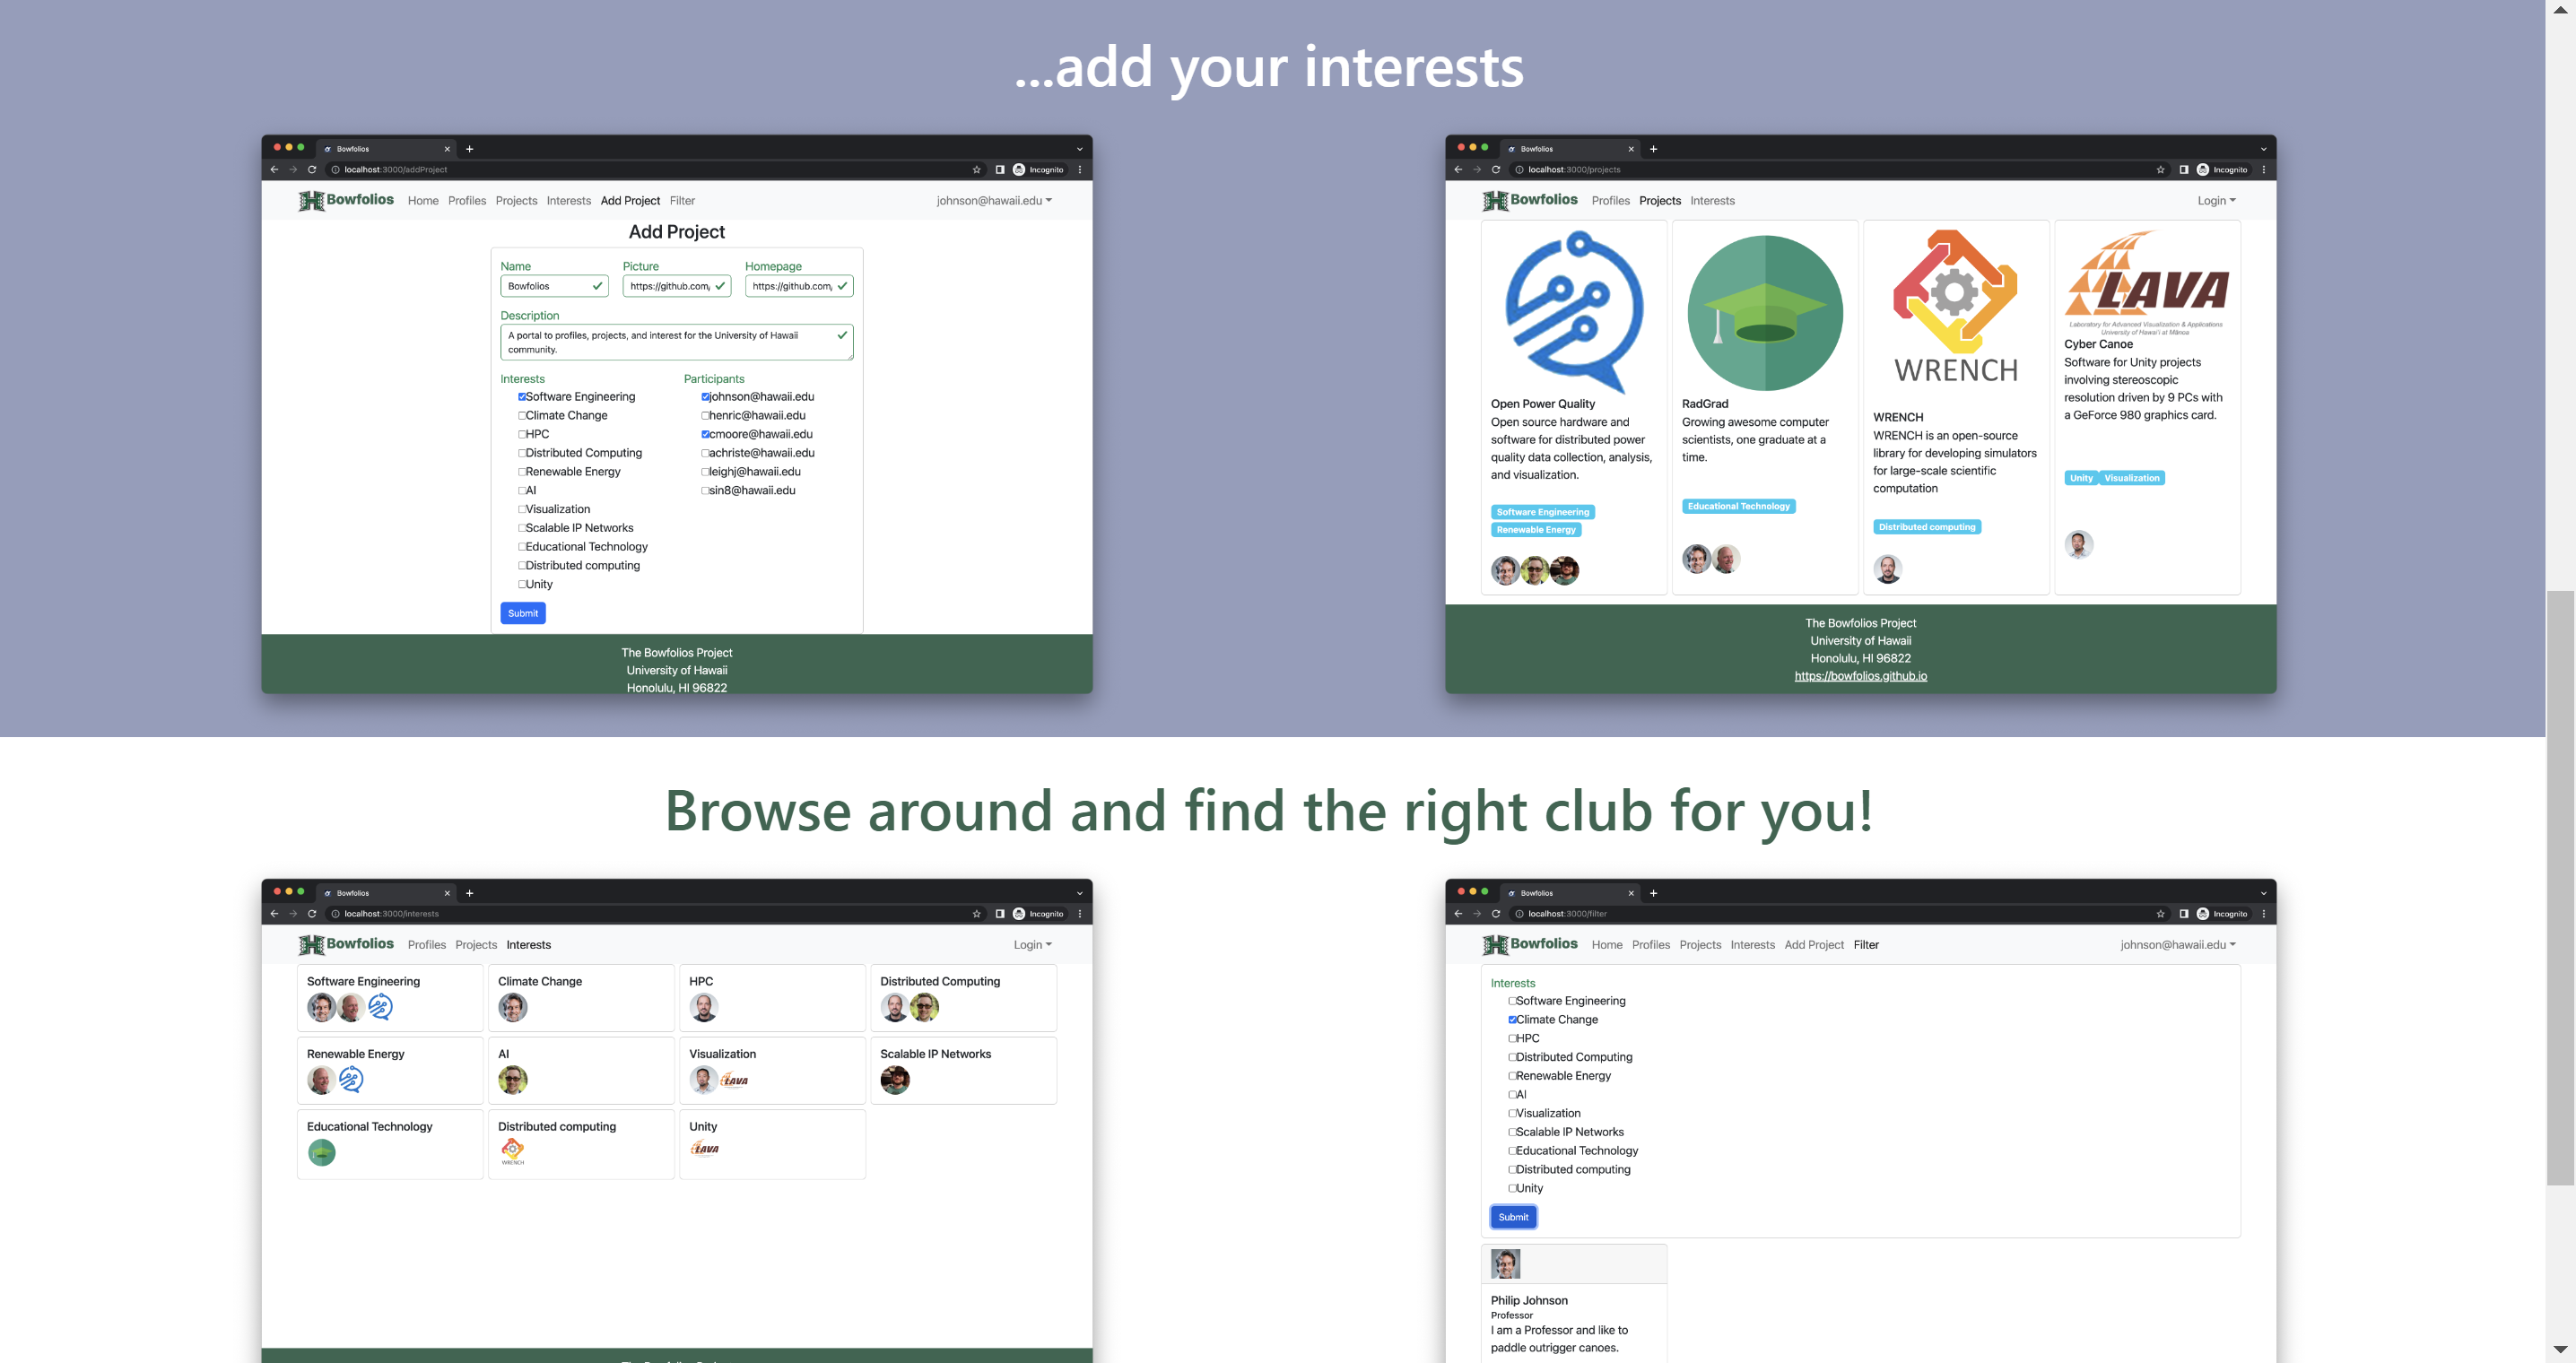 ...add your interests
Bowfolios
localhost:3000/addProject
Incognito
Bowfolios Home Profiles Projects Interests Add Project Filter johnson@hawaii.edu
Add Project
Name Picture Homepage
Bowfolios https://github.com/ https://github.com/
Description
A portal to profiles, projects, and interest for the University of Hawaii
community.
Interests
Software Engineering
Climate Change
HPC
Distributed Computing
Renewable Energy
AI
Visualization
Scalable IP Networks
Educational Technology
Distributed computing
Unity
Participants
johnson@hawaii.edu
henric@hawaii.edu
cmoore@hawaii.edu
achriste@hawaii.edu
leighj@hawaii.edu
sin8@hawaii.edu
Submit
The Bowfolios Project
University of Hawaii
Honolulu, HI 96822
Bowfolios
localhost:3000/projects
Incognito
Bowfolios Profiles Projects Interests Login
Open Power Quality
Open source hardware and
software for distributed power
quality data collection, analysis,
and visualization.
Software Engineering
Renewable Energy
RadGrad
Growing awesome computer
scientists, one graduate at a
time.
Educational Technology
WRENCH
WRENCH
WRENCH is an open-source
library for developing simulators
for large-scale scientific
computation
Distributed computing
LAVA
Laboratory for Advanced Visualization & Applications
University of Hawai'i at Mānoa
Cyber Canoe
Software for Unity projects
involving stereoscopic
resolution driven by 9 PCs with
a GeForce 980 graphics card.
Unity Visualization
The Bowfolios Project
University of Hawaii
Honolulu, HI 96822
https://bowfolios.github.io
Browse around and find the right club for you!
Bowfolios
localhost:3000/interests
Incognito
Bowfolios Profiles Projects Interests Login
Software Engineering
Climate Change
HPC
Distributed Computing
Renewable Energy
AI
Visualization
LAVA
Scalable IP Networks
Educational Technology
Distributed computing
WRENCH
Unity
LAVA
Bowfolios
localhost:3000/filter
Incognito
Bowfolios Home Profiles Projects Interests Add Project Filter johnson@hawaii.edu
Interests
Software Engineering
Climate Change
HPC
Distributed Computing
Renewable Energy
AI
Visualization
Scalable IP Networks
Educational Technology
Distributed computing
Unity
Submit
Philip Johnson
Professor
I am a Professor and like to
paddle outrigger canoes.